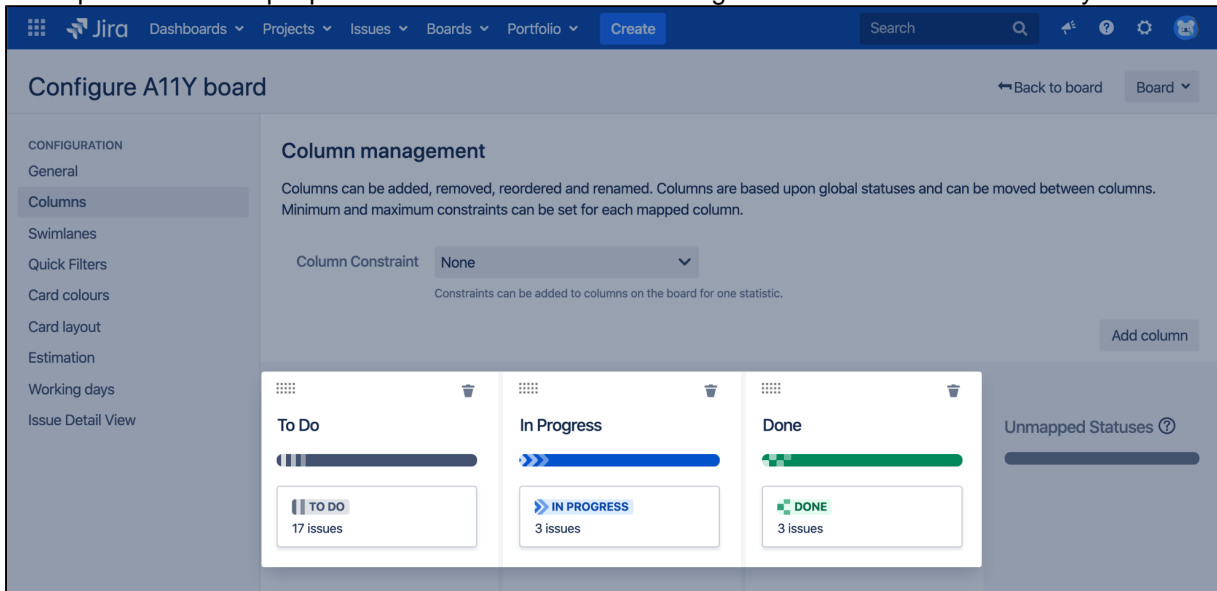 Jira Dashboards Projects Issues Boards Portfolio Create Search
Configure A11Y board
Back to board Board
CONFIGURATION
General
Columns
Swimlanes
Quick Filters
Card colours
Card layout
Estimation
Working days
Issue Detail View
Column management
Columns can be added, removed, reordered and renamed. Columns are based upon global statuses and can be moved between columns.
Minimum and maximum constraints can be set for each mapped column.
Column Constraint None
Constraints can be added to columns on the board for one statistic.
Add column
To Do In Progress Done Unmapped Statuses
TO DO IN PROGRESS DONE
17 issues 3 issues 3 issues